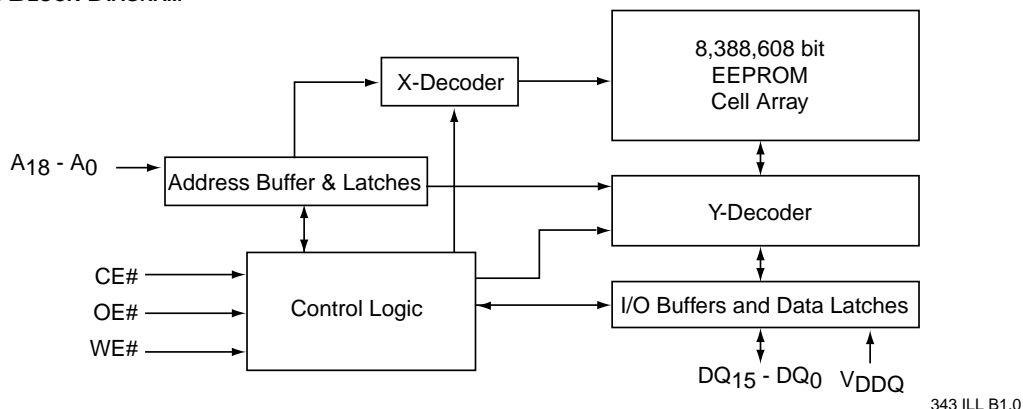 8,388,608 bit
EEPROM
Cell Array
X-Decoder
A18 - A0
Address Buffer & Latches
Y-Decoder
CE#
OE#
WE#
Control Logic
I/O Buffers and Data Latches
DQ15 - DQ0
VDDQ
343 ILL B1.0